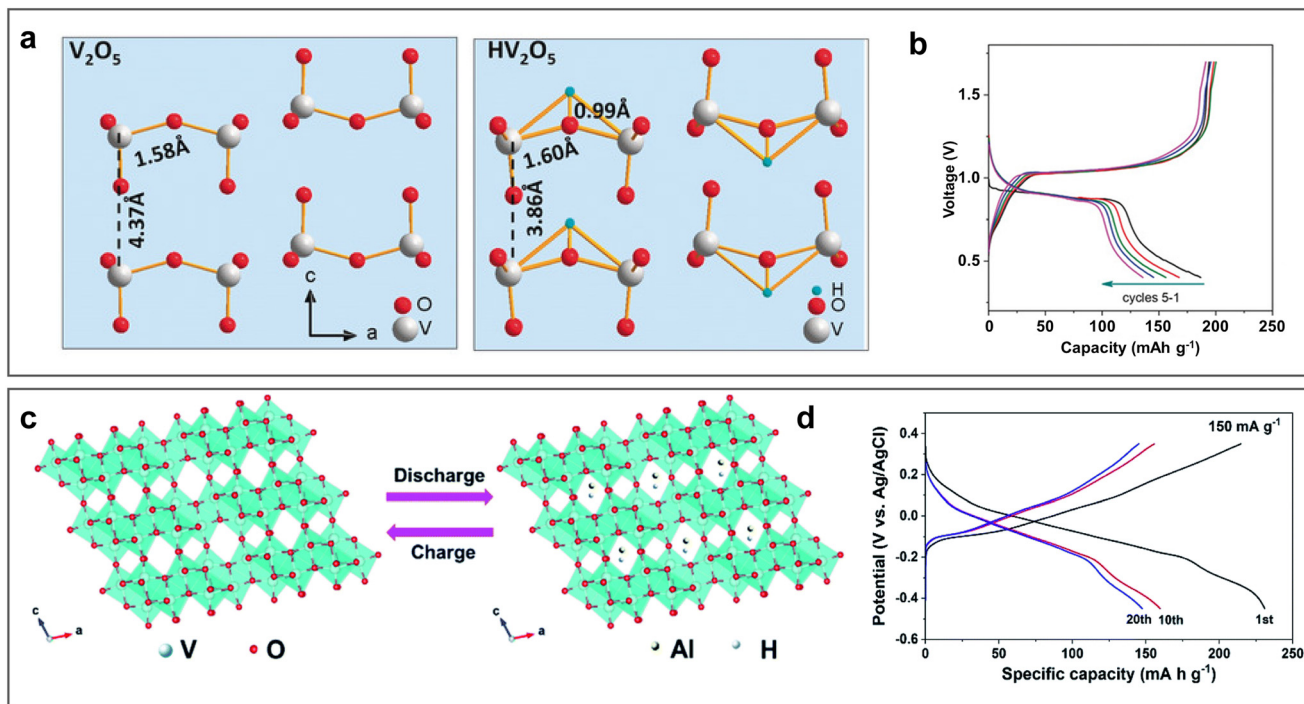 a
V₂O₅
1.58Å
4.37Å
c
a
O
V
HV₂O₅
0.99Å
1.60Å
3.86Å
H
O
V
b
Voltage (V)
1.5
1.0
0.5
cycles 5-1
0 50 100 150 200 250
Capacity (mAh g⁻¹)
c
Discharge
Charge
c
a
V O
c
a
Al H
d
Potential (V vs. Ag/AgCl)
0.4
0.2
0.0
-0.2
-0.4
-0.6
150 mA g⁻¹
20th 10th 1st
0 50 100 150 200 250
Specific capacity (mA h g⁻¹)